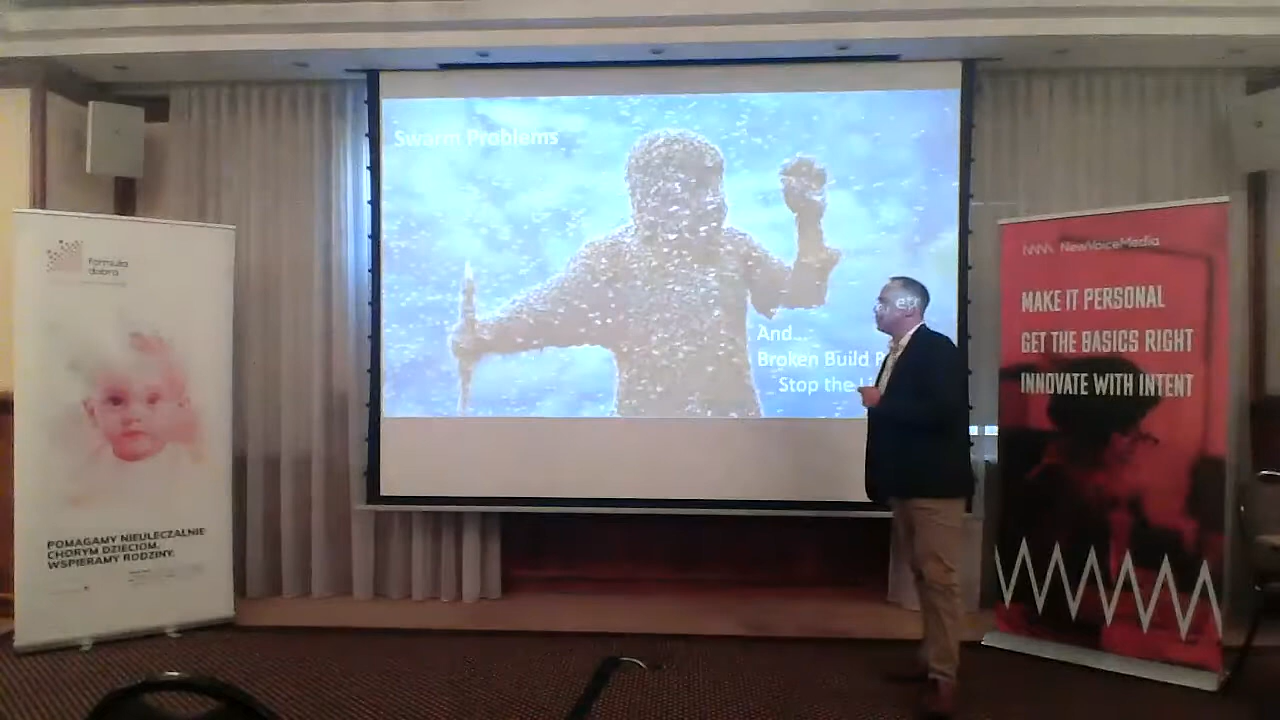 formuła
dobra
POMAGAMY NIEULECZALNIE
CHORYM DZIECIOM.
WSPIERAMY RODZINY.
Swarm Problems
And...
Broken Build
Stop the
NewVoiceMedia
MAKE IT PERSONAL
GET THE BASICS RIGHT
INNOVATE WITH INTENT